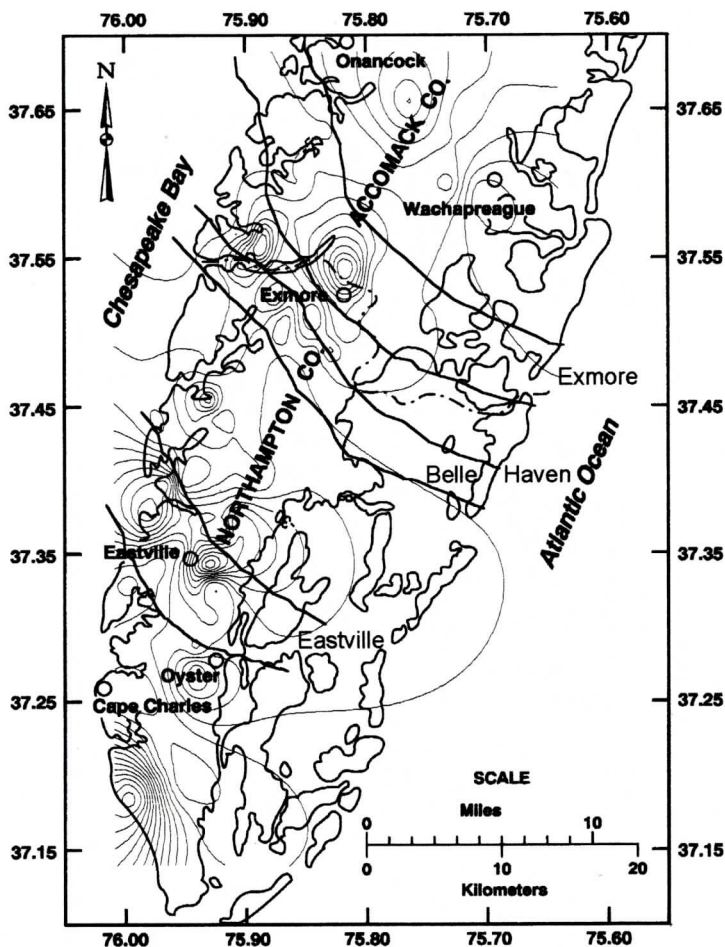 76.00 75.90 75.80 75.70 75.60
N
Onancock
37.65 37.65
ACCOMACK CO.
Chesapeake Bay
Wachapreague
37.55 37.55
Exmore
Exmore
37.45 37.45
NORTHAMPTON CO.
Belle Haven
Atlantic Ocean
37.35 37.35
Eastville
Eastville
Oyster
37.25 37.25
Cape Charles
SCALE
Miles
0 10
37.15 37.15
0 10 20
Kilometers
76.00 75.90 75.80 75.70 75.60